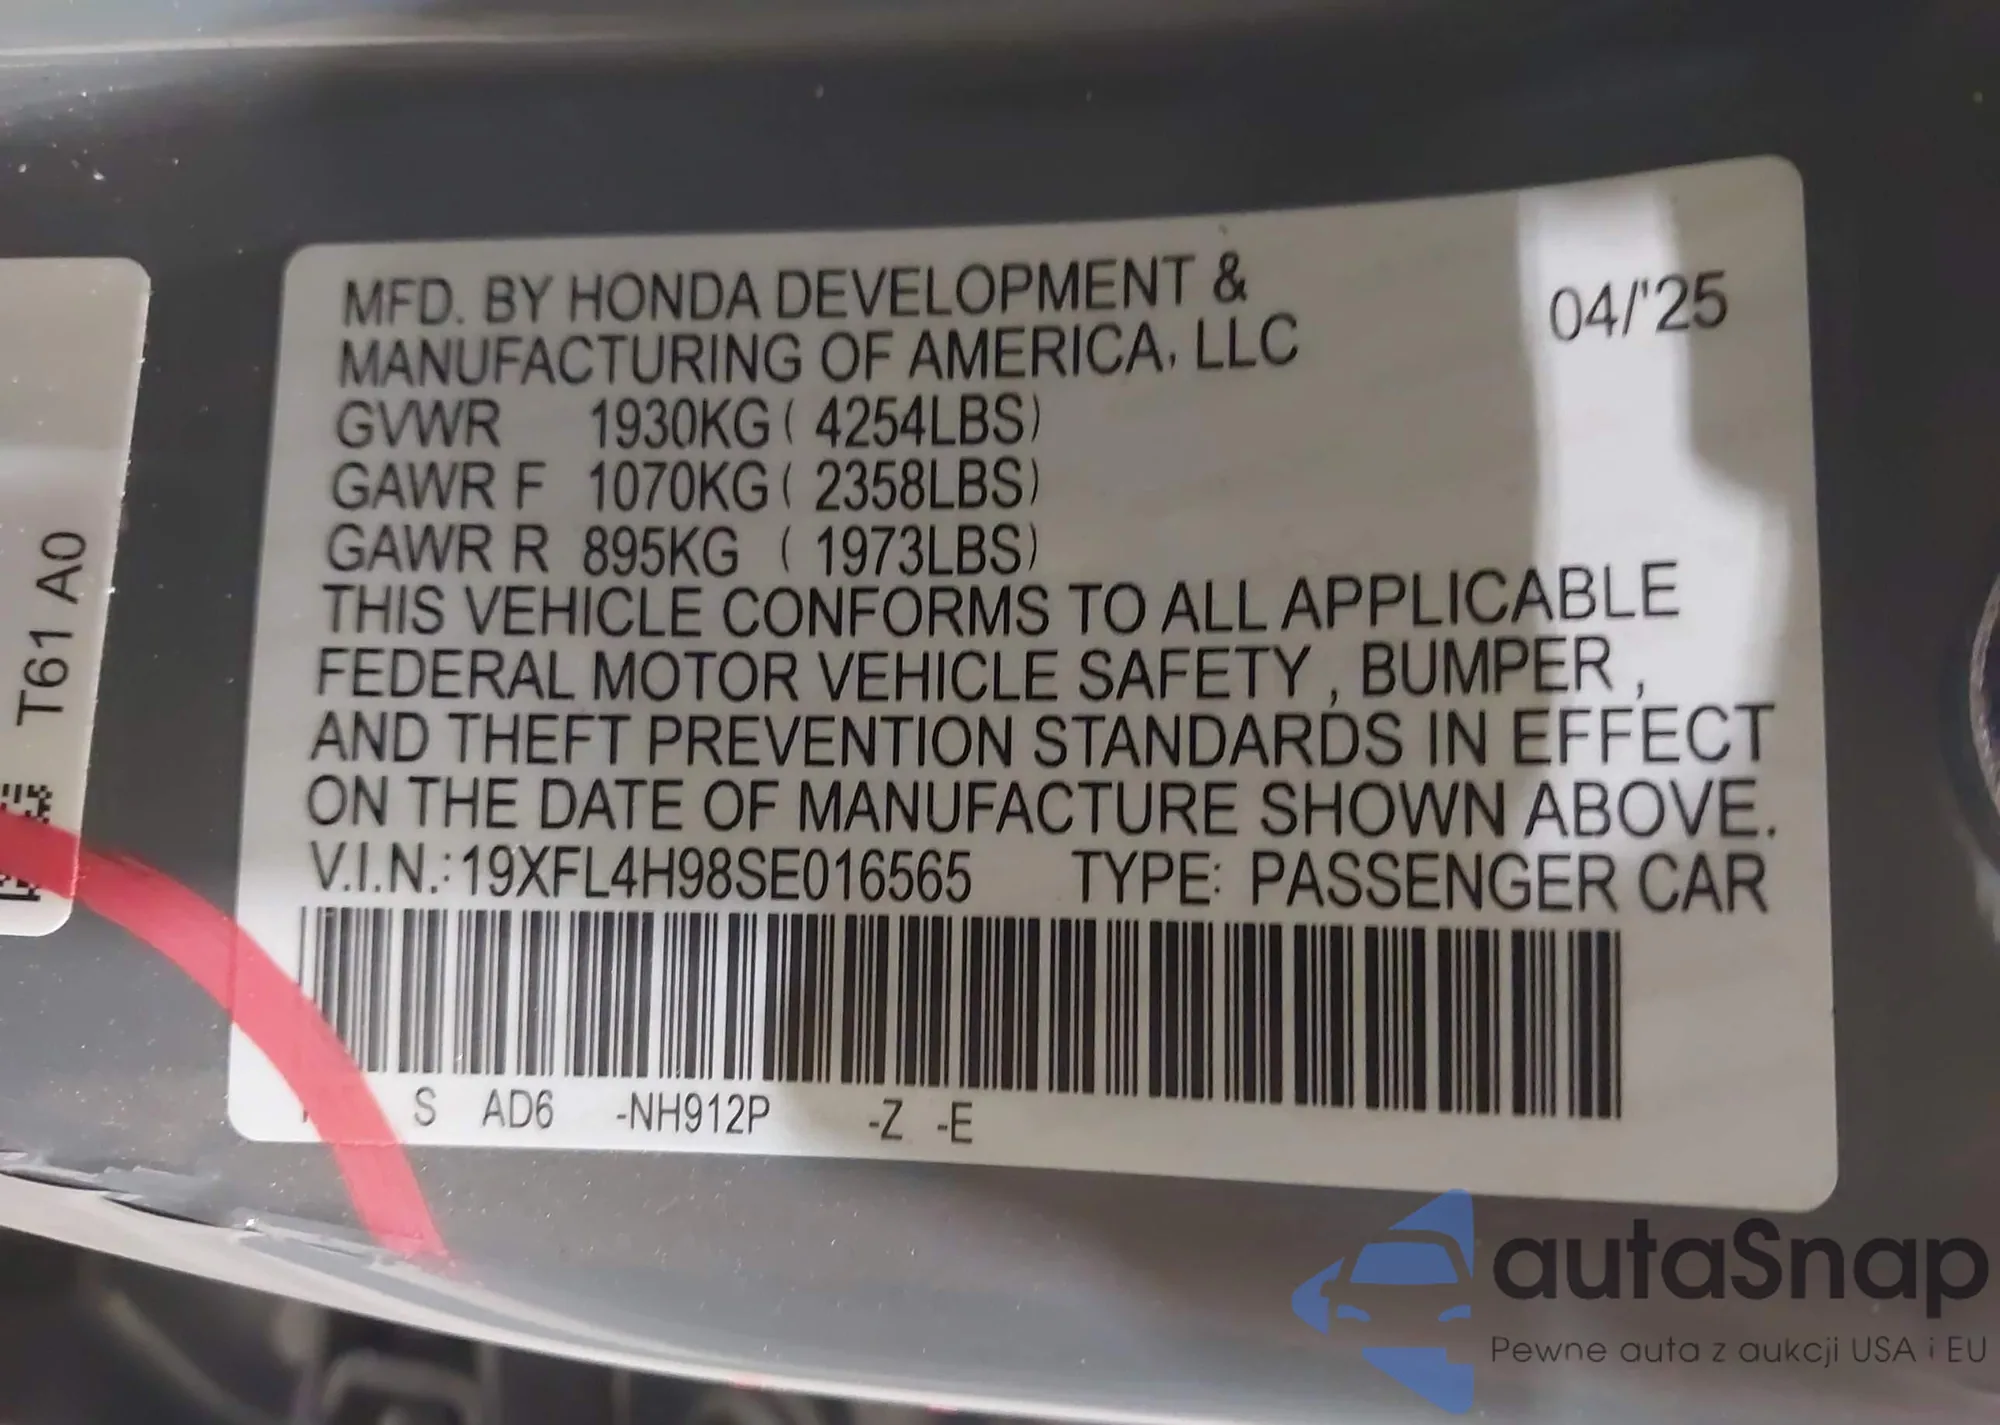 MFD. BY HONDA DEVELOPMENT &
MANUFACTURING OF AMERICA, LLC
04/'25
GVWR 1930KG ( 4254LBS)
GAWR F 1070KG ( 2358LBS)
GAWR R 895KG ( 1973LBS)
THIS VEHICLE CONFORMS TO ALL APPLICABLE
FEDERAL MOTOR VEHICLE SAFETY , BUMPER ,
AND THEFT PREVENTION STANDARDS IN EFFECT
ON THE DATE OF MANUFACTURE SHOWN ABOVE.
V.I.N.: 19XFL4H98SE016565 TYPE: PASSENGER CAR
S AD6 -NH912P -Z -E
T61 A0
autaSnap
Pewne auta z aukcji USA i EU